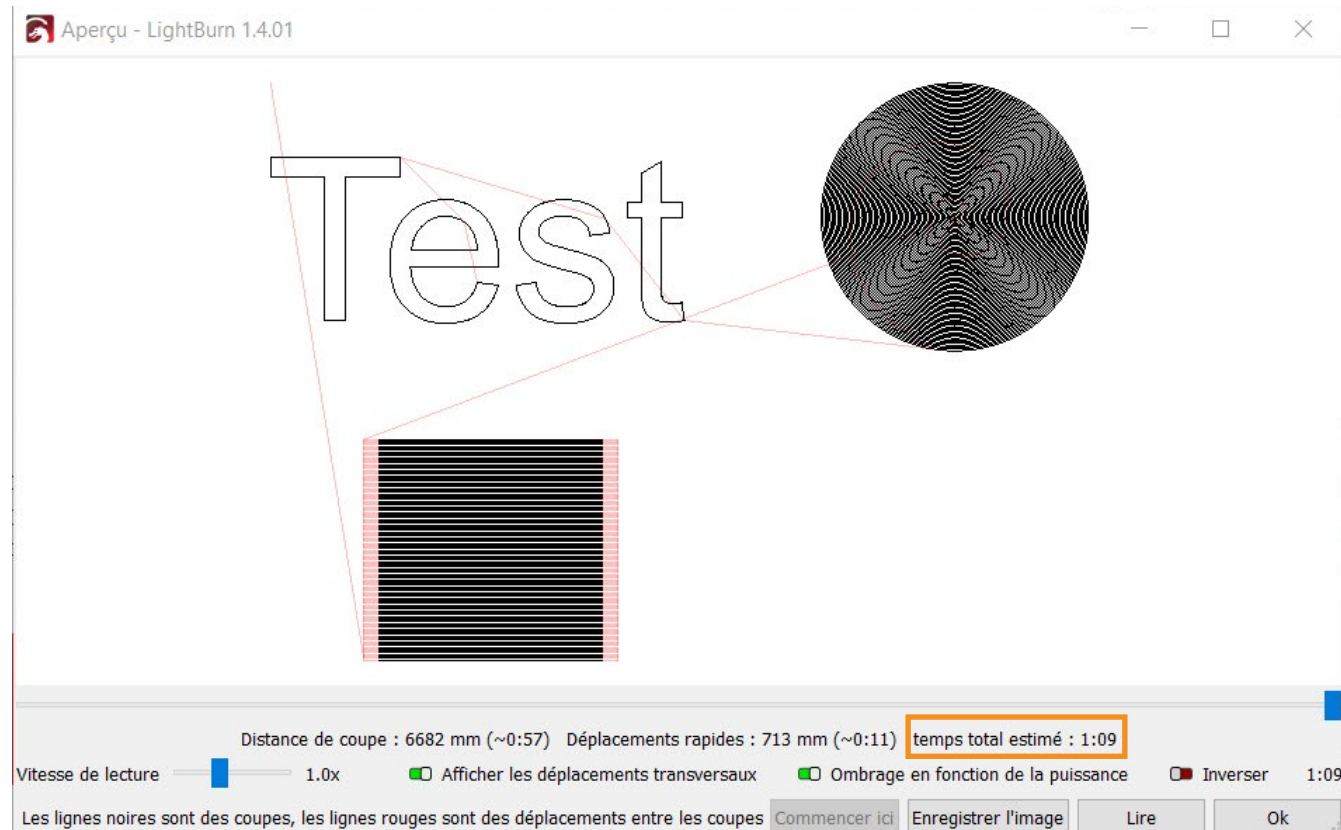 Aperçu - LightBurn 1.4.01
Test
Distance de coupe : 6682 mm (~0:57) Déplacements rapides : 713 mm (~0:11) temps total estimé : 1:09
Vitesse de lecture 1.0x Afficher les déplacements transversaux Ombrage en fonction de la puissance Inverser 1:09
Les lignes noires sont des coupes, les lignes rouges sont des déplacements entre les coupes Commencer ici Enregistrer l'image Lire Ok